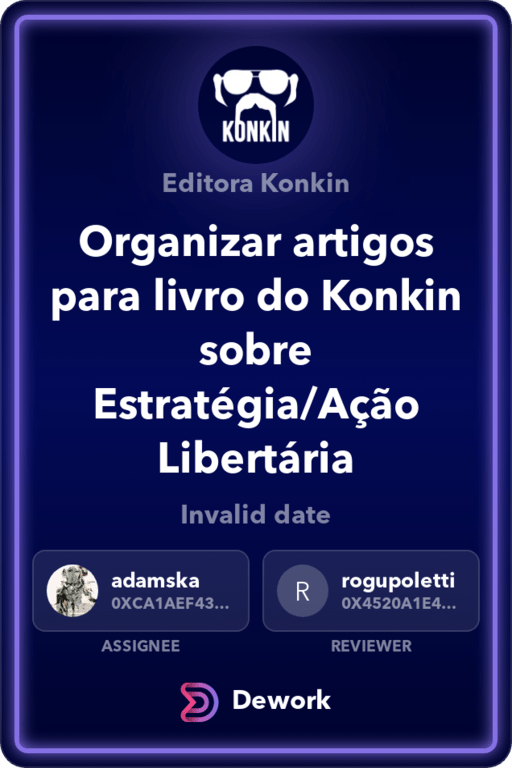 KONKIN
Editora Konkin
Organizar artigos
para livro do Konkin
sobre
Estratégia/Ação
Libertária
Invalid date
adamska
0XCA1AEF43...
R
rogupoletti
0X4520A1E4...
ASSIGNEE
REVIEWER
Dework